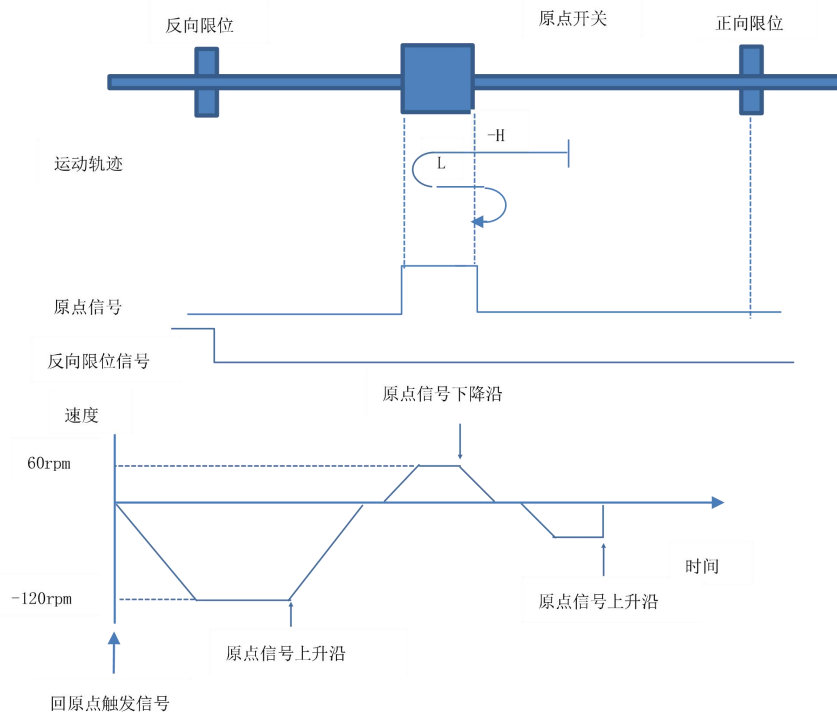 反向限位
原点开关
正向限位
运动轨迹
-H
L
原点信号
反向限位信号
原点信号下降沿
速度
60rpm
时间
-120rpm
原点信号上升沿
原点信号上升沿
回原点触发信号